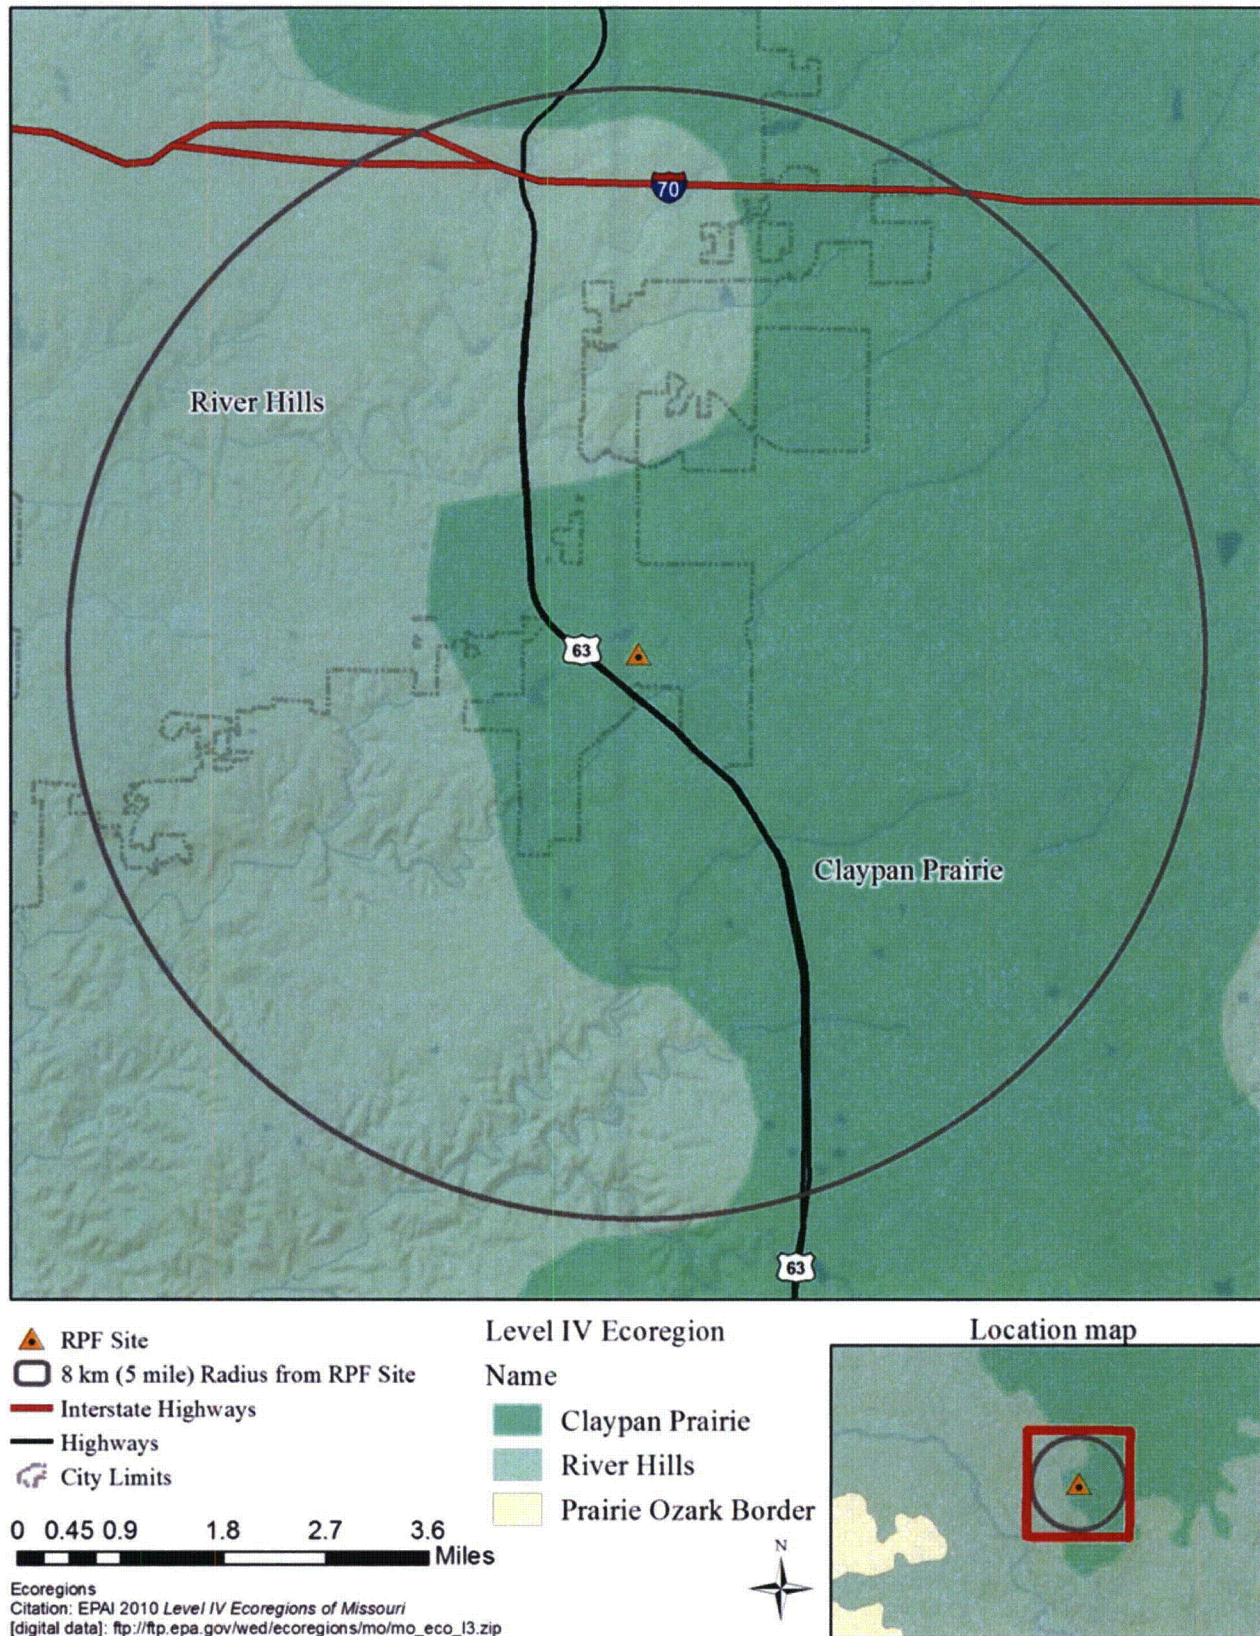 70
River Hills
63
Claypan Prairie
63
RPF Site
8 km (5 mile) Radius from RPF Site
Interstate Highways
Highways
City Limits
0 0.45 0.9 1.8 2.7 3.6
Miles
Ecoregions
Citation: EPAI 2010 Level IV Ecoregions of Missouri
[digital data]: ftp://ftp.epa.gov/wed/ecoregions/mo/mo_eco_l3.zip
Level IV Ecoregion
Name
Claypan Prairie
River Hills
Prairie Ozark Border
N
Location map